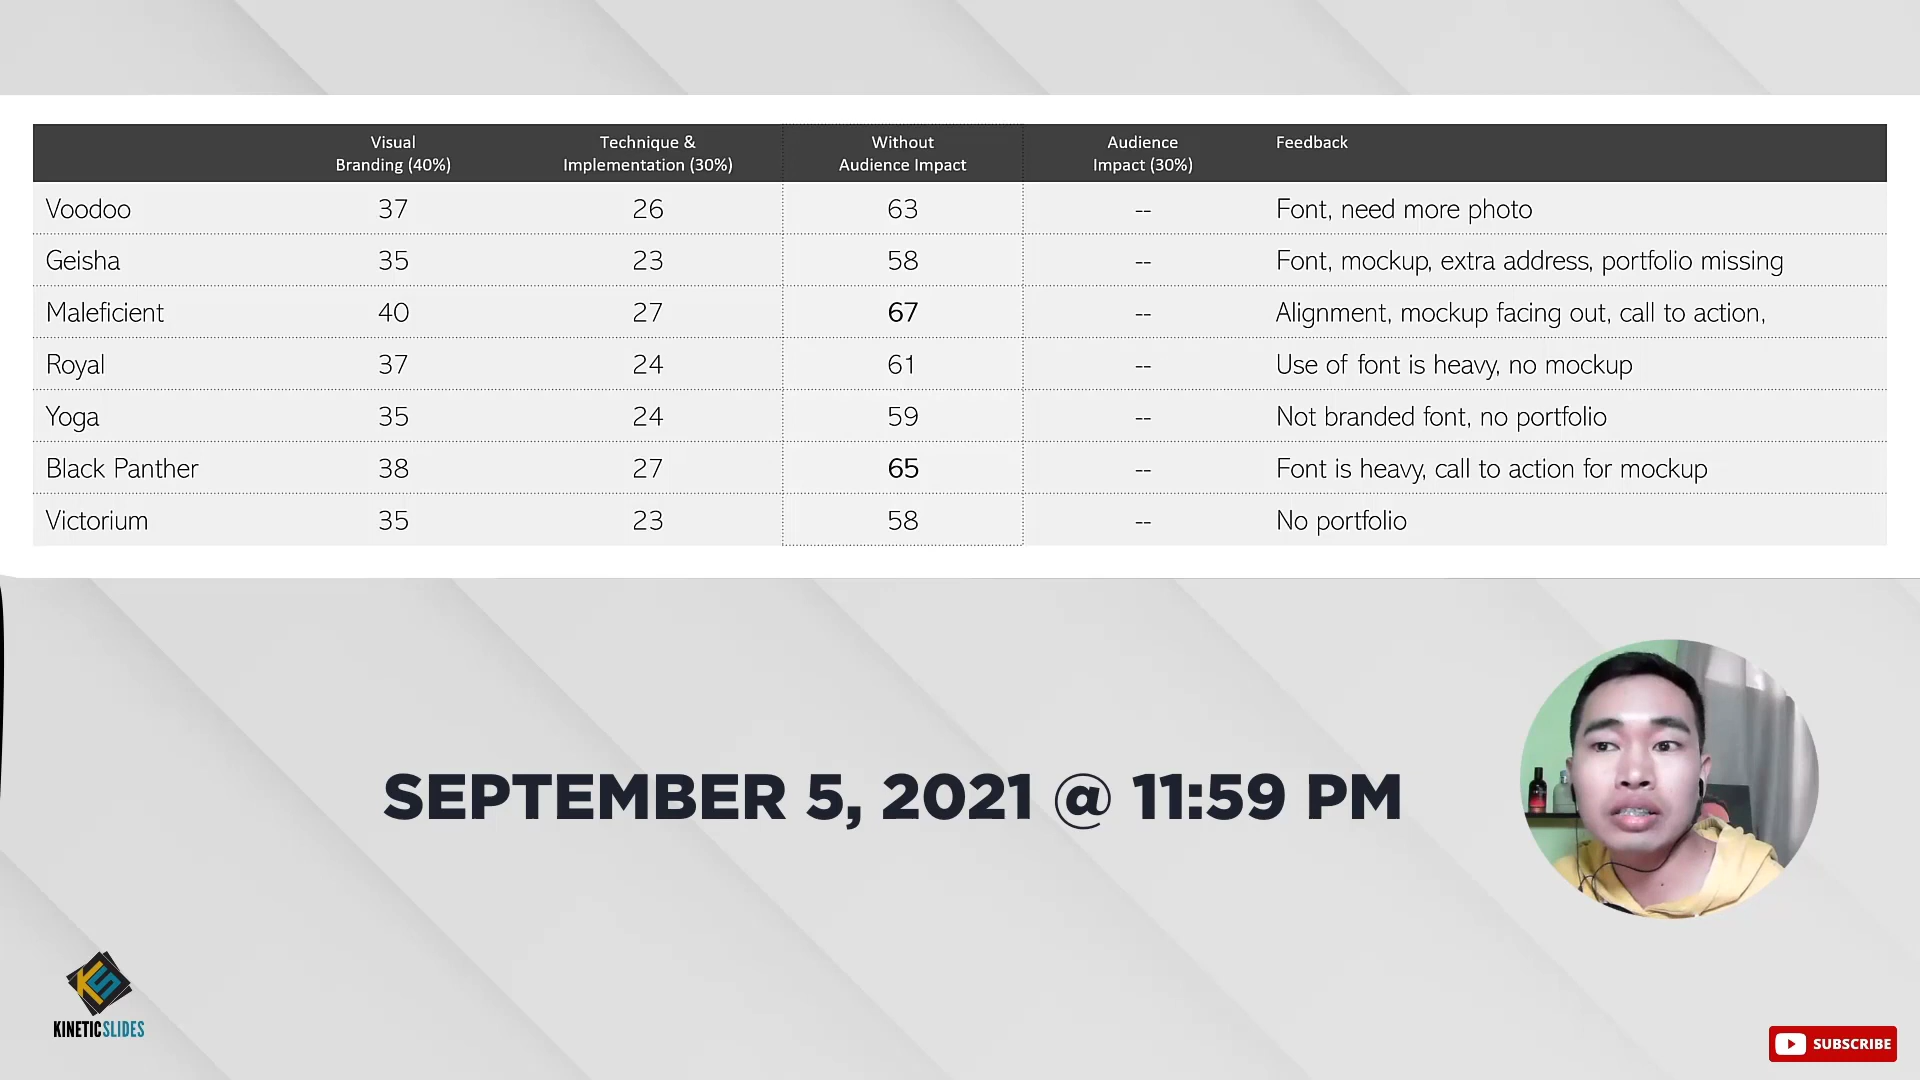 Visual Technique & Without Audience Feedback
Branding (40%) Implementation (30%) Audience Impact Impact (30%)
Voodoo 37 26 63 -- Font, need more photo
Geisha 35 23 58 -- Font, mockup, extra address, portfolio missing
Maleficient 40 27 67 -- Alignment, mockup facing out, call to action,
Royal 37 24 61 -- Use of font is heavy, no mockup
Yoga 35 24 59 -- Not branded font, no portfolio
Black Panther 38 27 65 -- Font is heavy, call to action for mockup
Victorium 35 23 58 -- No portfolio
SEPTEMBER 5, 2021 @ 11:59 PM
KS
KINETICSLIDES
SUBSCRIBE